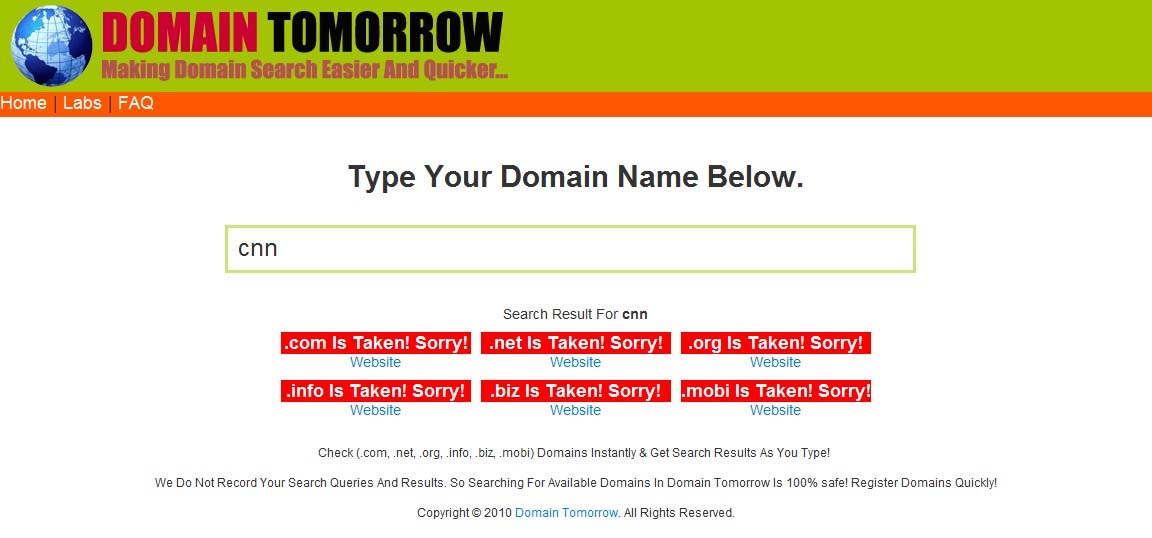 DOMAIN TOMORROW
Making Domain Search Easier And Quicker...
Home | Labs | FAQ
Type Your Domain Name Below.
cnn
Search Result For cnn
.com Is Taken! Sorry! .net Is Taken! Sorry! .org Is Taken! Sorry!
Website Website Website
.info Is Taken! Sorry! .biz Is Taken! Sorry! .mobi Is Taken! Sorry!
Website Website Website
Check (.com, .net, .org, .info, .biz, .mobi) Domains Instantly & Get Search Results As You Type!
We Do Not Record Your Search Queries And Results. So Searching For Available Domains In Domain Tomorrow Is 100% safe! Register Domains Quickly!
Copyright © 2010 Domain Tomorrow. All Rights Reserved.